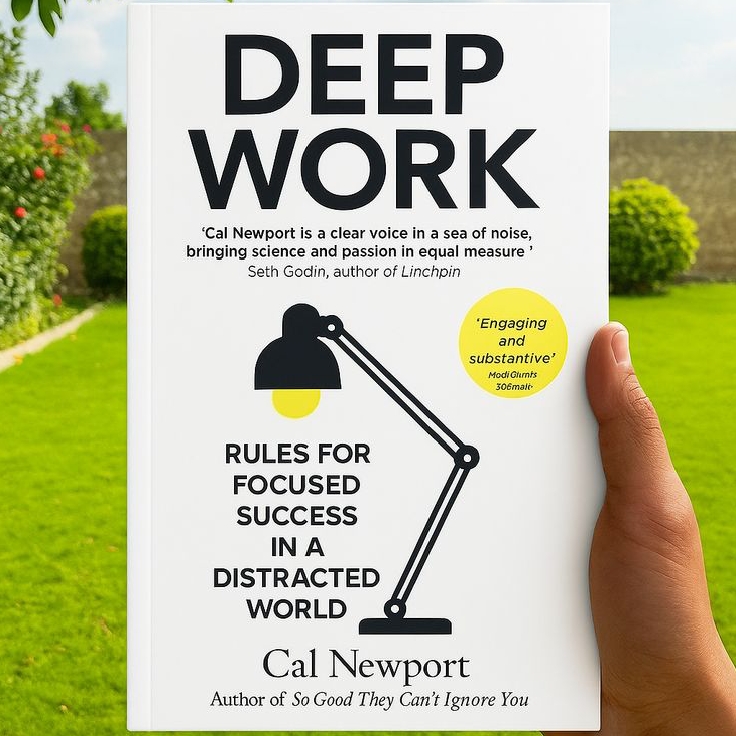 DEEP
WORK
‘Cal Newport is a clear voice in a sea of noise,
bringing science and passion in equal measure ’
Seth Godin, author of Linchpin
‘Engaging
and
substantive’
RULES FOR
FOCUSED
SUCCESS
IN A
DISTRACTED
WORLD
Cal Newport
Author of So Good They Can’t Ignore You